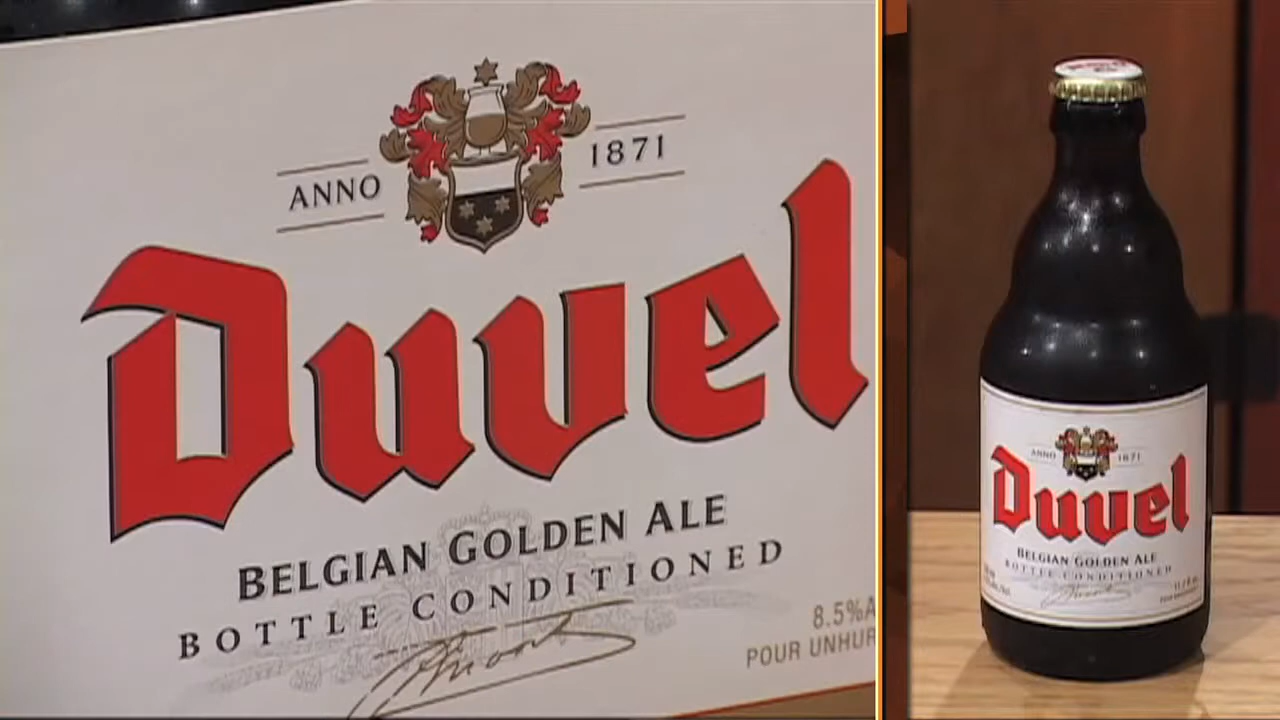 ANNO
1871
Duvel
BELGIAN GOLDEN ALE
BOTTLE CONDITIONED
8.5%A
POUR UNHUR
ANNO
1871
Duvel
BELGIAN GOLDEN ALE
BOTTLE CONDITIONED